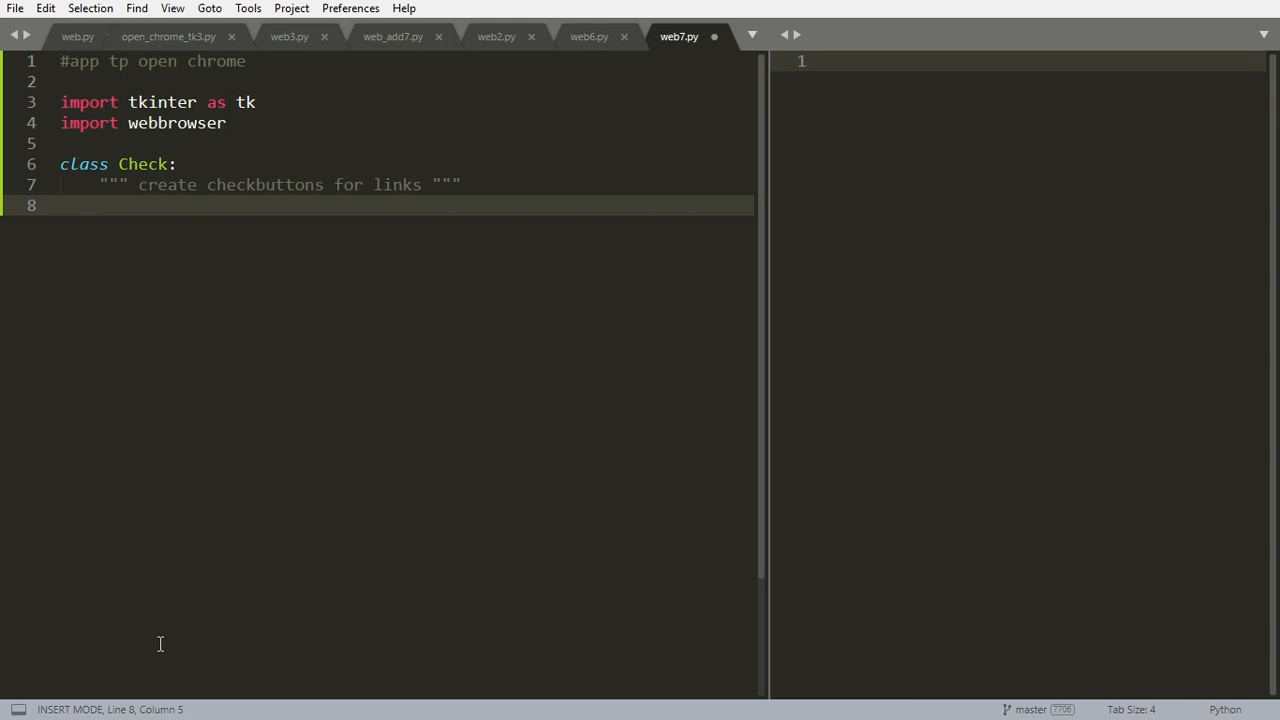 File Edit Selection Find View Goto Tools Project Preferences Help
web.py open_chrome_tk3.py web3.py web_add7.py web2.py web6.py web7.py
1 #app tp open chrome
2
3 import tkinter as tk
4 import webbrowser
5
6 class Check:
7 """ create checkbuttons for links """
8
1
INSERT MODE, Line 8, Column 5 master 7706 Tab Size: 4 Python